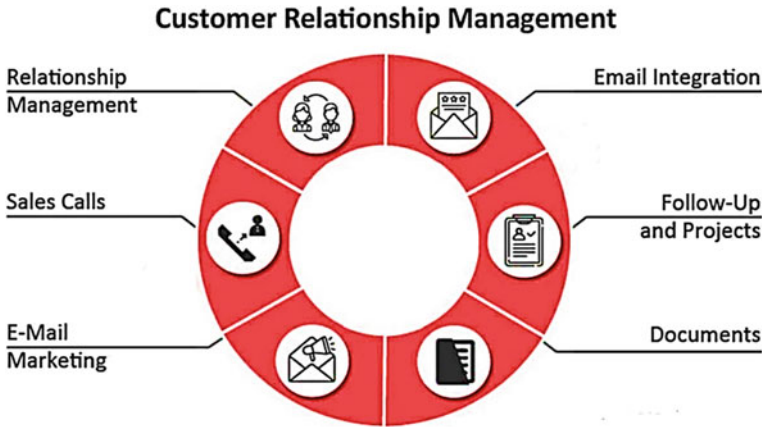 Customer Relationship Management
Relationship
Management
Email Integration
Sales Calls
Follow-Up
and Projects
E-Mail
Marketing
Documents